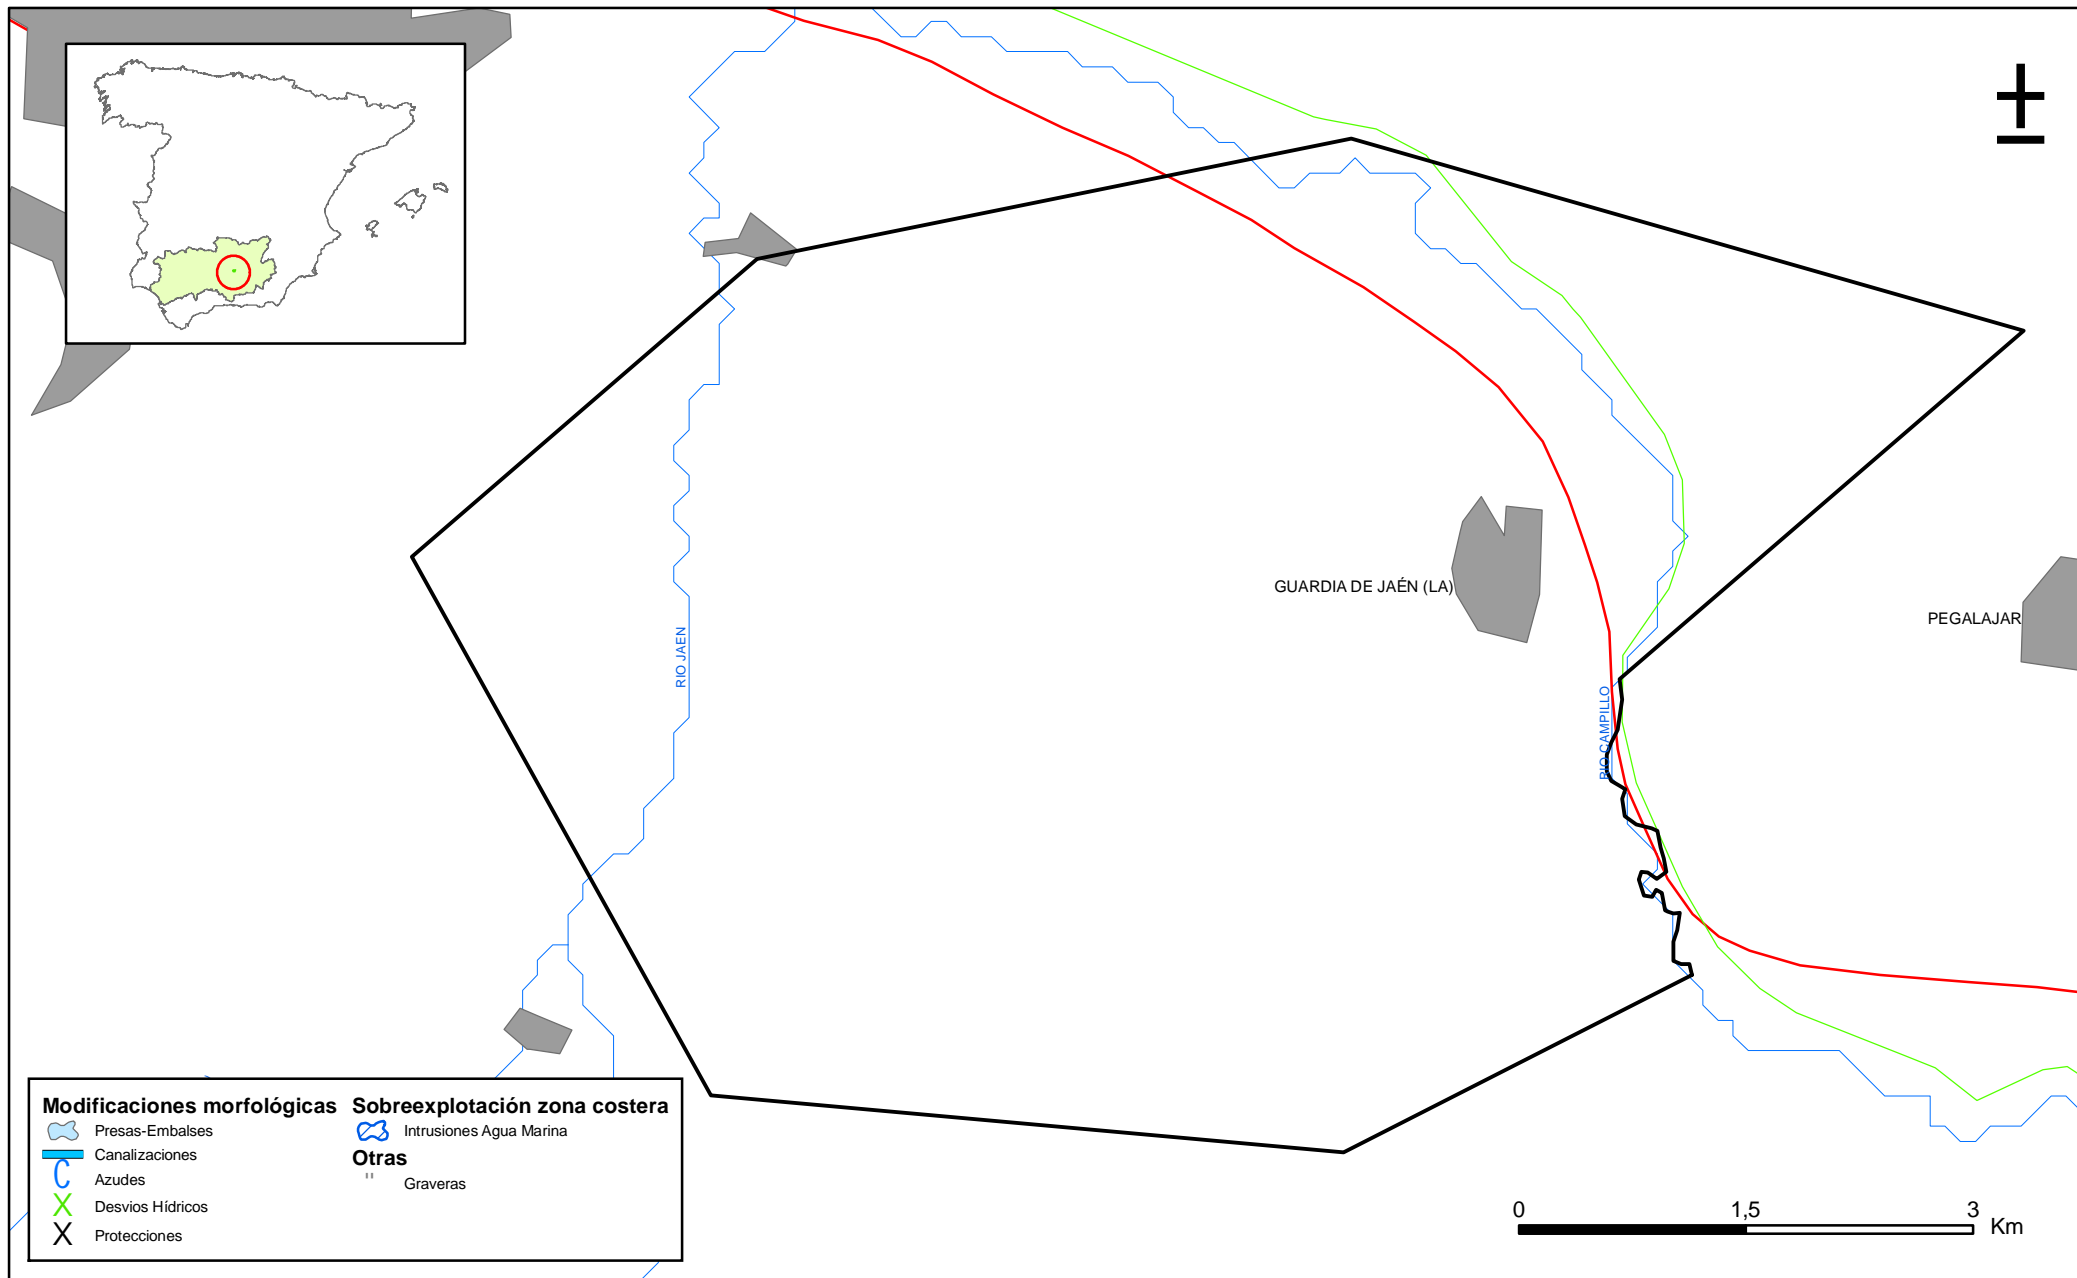 GUARDIA DE JAÉN (LA)
PEGALAJAR
RIO JAEN
RIO CAMPILLO
Modificaciones morfológicas
Presas-Embalses
Canalizaciones
Azudes
Desvios Hídricos
Protecciones
Sobreexplotación zona costera
Intrusiones Agua Marina
Otras
Graveras
0 1,5 3 Km